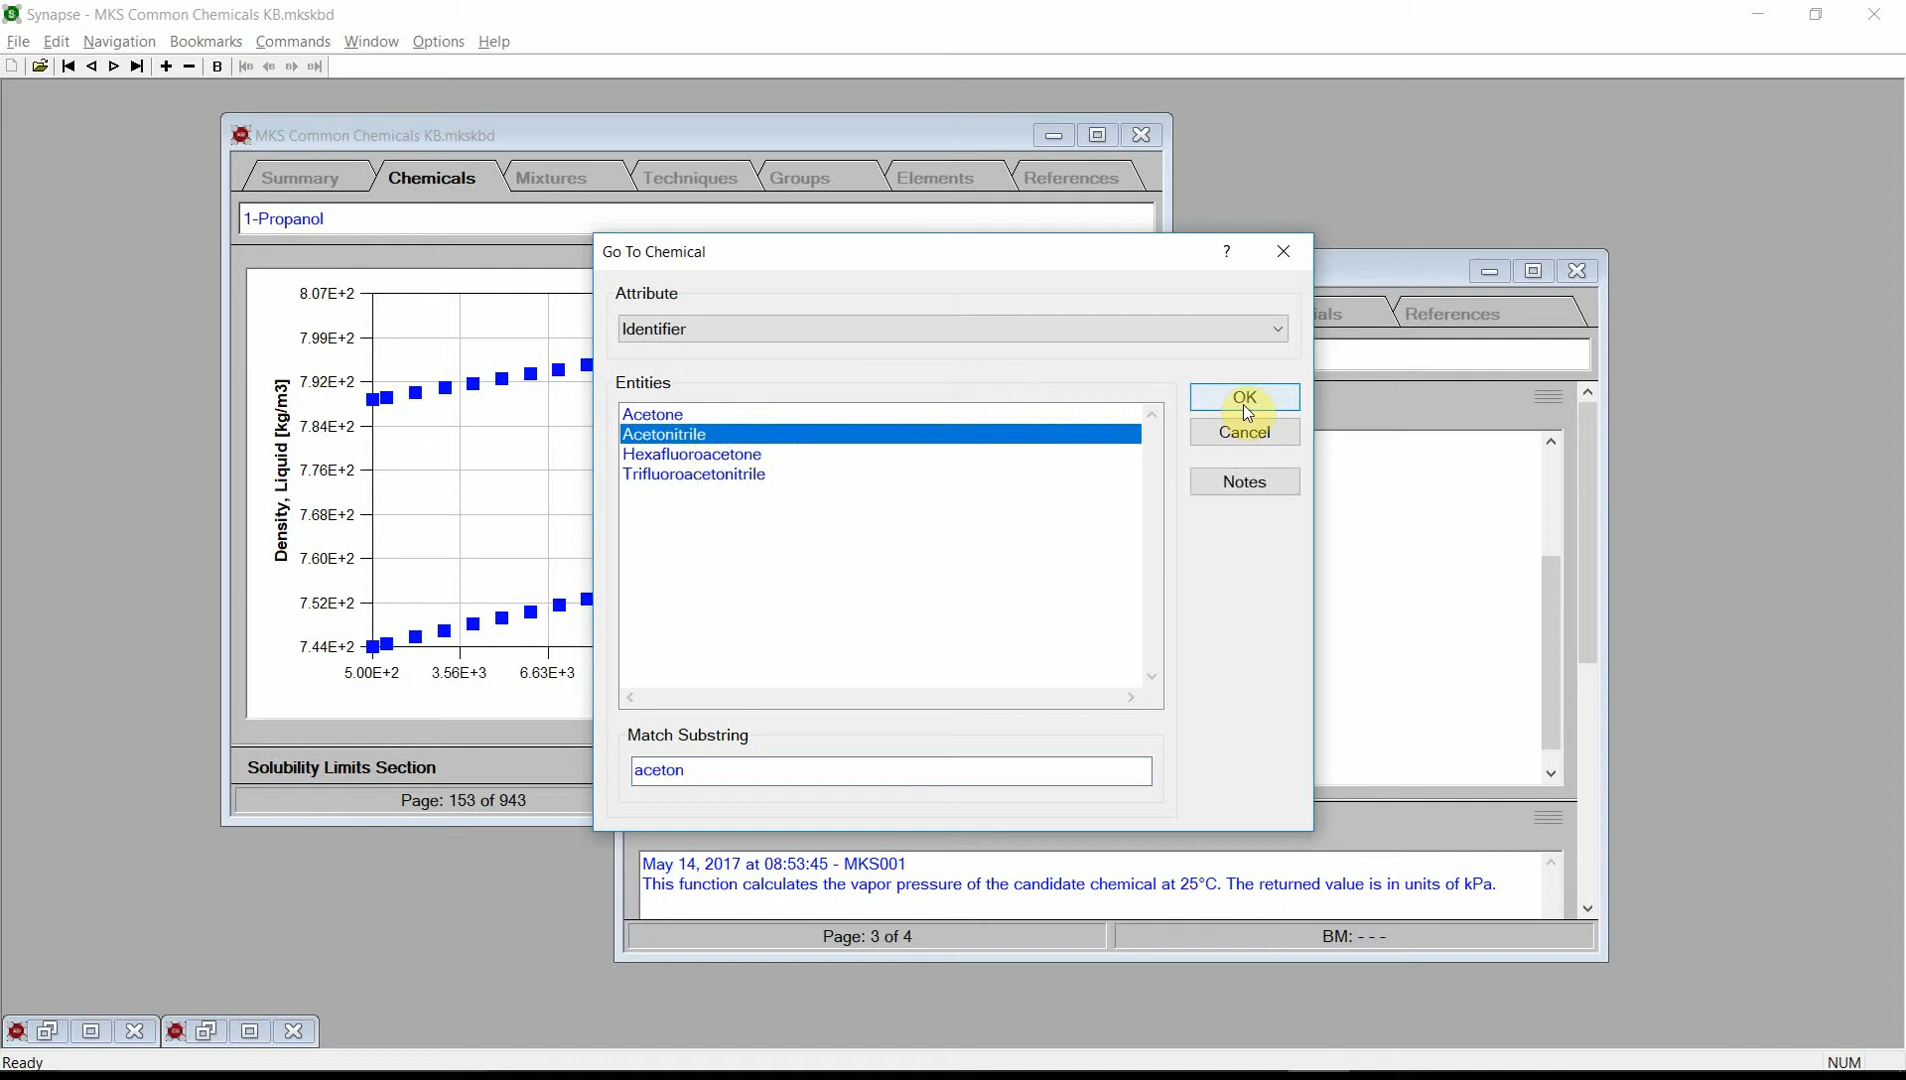 Synapse - MKS Common Chemicals KB.mkskbd
File Edit Navigation Bookmarks Commands Window Options Help
B B B B B
MKS Common Chemicals KB.mkskbd
Summary Chemicals Mixtures Techniques Groups Elements References
1-Propanol
Go To Chemical
?
Attribute
Identifier
Entities
Acetone
Acetonitrile
Hexafluoroacetone
Trifluoroacetonitrile
OK
Cancel
Notes
Match Substring
aceton
8.07E+2
7.99E+2
7.92E+2
7.84E+2
7.76E+2
7.68E+2
7.60E+2
7.52E+2
7.44E+2
Density, Liquid [kg/m3]
5.00E+2 3.56E+3 6.63E+3
Solubility Limits Section
Page: 153 of 943
ials References
May 14, 2017 at 08:53:45 - MKS001
This function calculates the vapor pressure of the candidate chemical at 25°C. The returned value is in units of kPa.
Page: 3 of 4 BM: - - -
Ready NUM